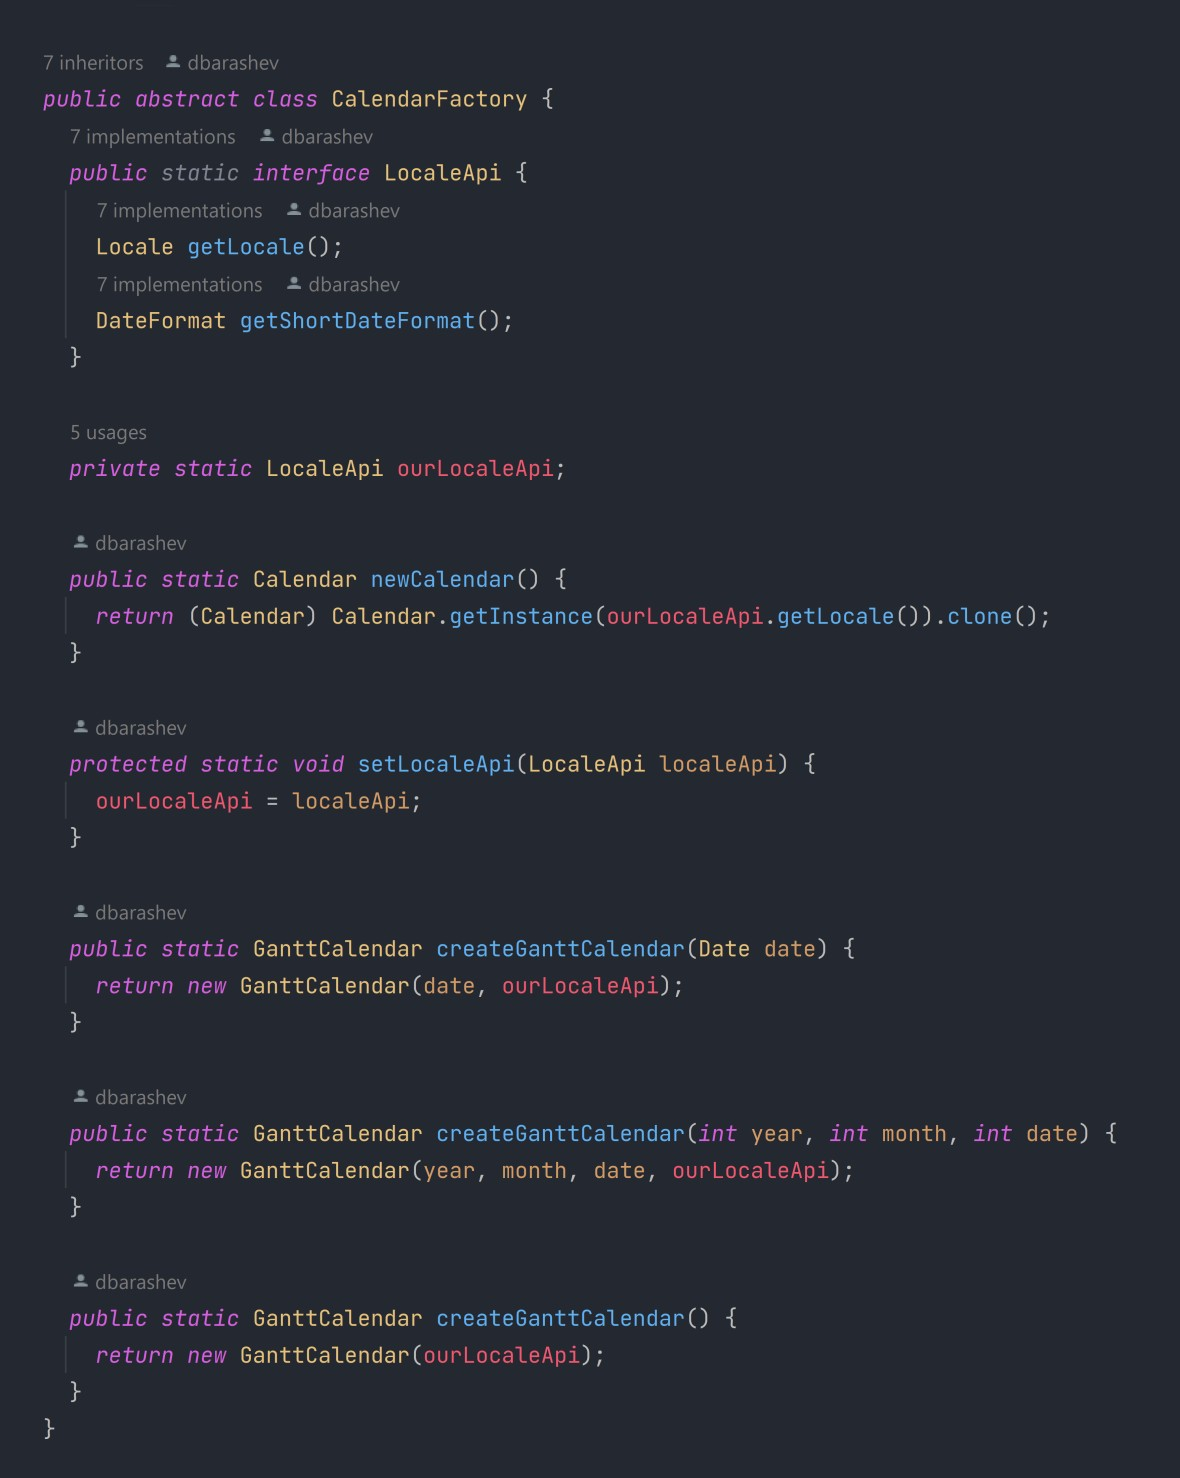 7 inheritors dbarashev
public abstract class CalendarFactory {
7 implementations dbarashev
public static interface LocaleApi {
7 implementations dbarashev
Locale getLocale();
7 implementations dbarashev
DateFormat getShortDateFormat();
}
5 usages
private static LocaleApi ourLocaleApi;
dbarashev
public static Calendar newCalendar() {
return (Calendar) Calendar.getInstance(ourLocaleApi.getLocale()).clone();
}
dbarashev
protected static void setLocaleApi(LocaleApi localeApi) {
ourLocaleApi = localeApi;
}
dbarashev
public static GanttCalendar createGanttCalendar(Date date) {
return new GanttCalendar(date, ourLocaleApi);
}
dbarashev
public static GanttCalendar createGanttCalendar(int year, int month, int date) {
return new GanttCalendar(year, month, date, ourLocaleApi);
}
dbarashev
public static GanttCalendar createGanttCalendar() {
return new GanttCalendar(ourLocaleApi);
}
}